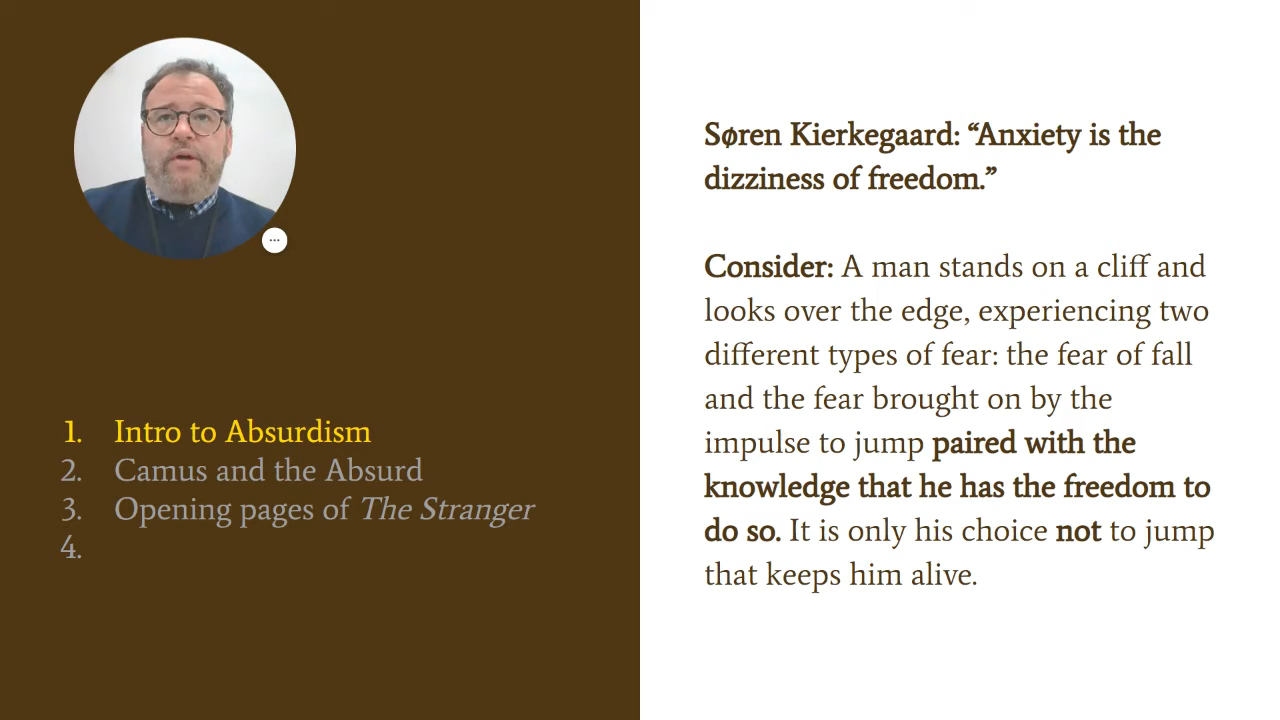 1. Intro to Absurdism
2. Camus and the Absurd
3. Opening pages of The Stranger
4.
Søren Kierkegaard: “Anxiety is the
dizziness of freedom.”
Consider: A man stands on a cliff and
looks over the edge, experiencing two
different types of fear: the fear of fall
and the fear brought on by the
impulse to jump paired with the
knowledge that he has the freedom to
do so. It is only his choice not to jump
that keeps him alive.